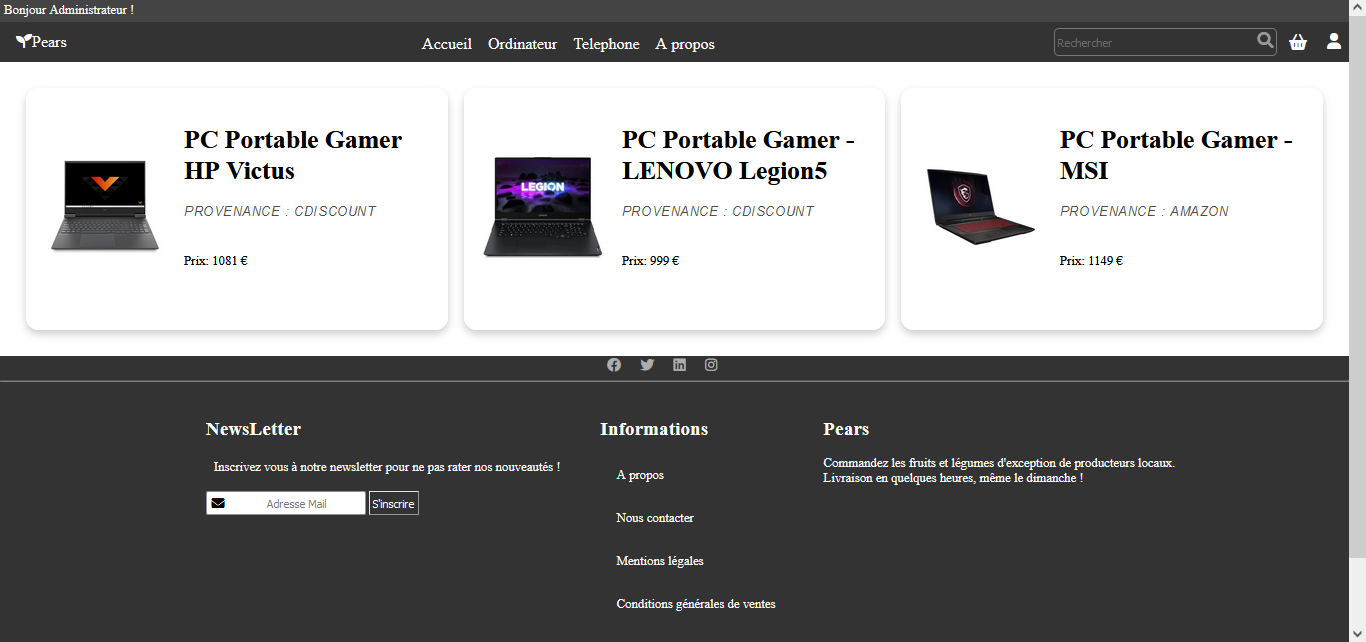 Bonjour Administrateur !
Pears
Accueil
Ordinateur
Telephone
A propos
Rechercher
PC Portable Gamer
HP Victus
PROVENANCE : CDISCOUNT
Prix: 1081 €
LEGION
PC Portable Gamer -
LENOVO Legion5
PROVENANCE : CDISCOUNT
Prix: 999 €
PC Portable Gamer -
MSI
PROVENANCE : AMAZON
Prix: 1149 €
NewsLetter
Inscrivez vous à notre newsletter pour ne pas rater nos nouveautés !
Adresse Mail
S'inscrire
Informations
A propos
Nous contacter
Mentions légales
Conditions générales de ventes
Pears
Commandez les fruits et légumes d'exception de producteurs locaux.
Livraison en quelques heures, même le dimanche !